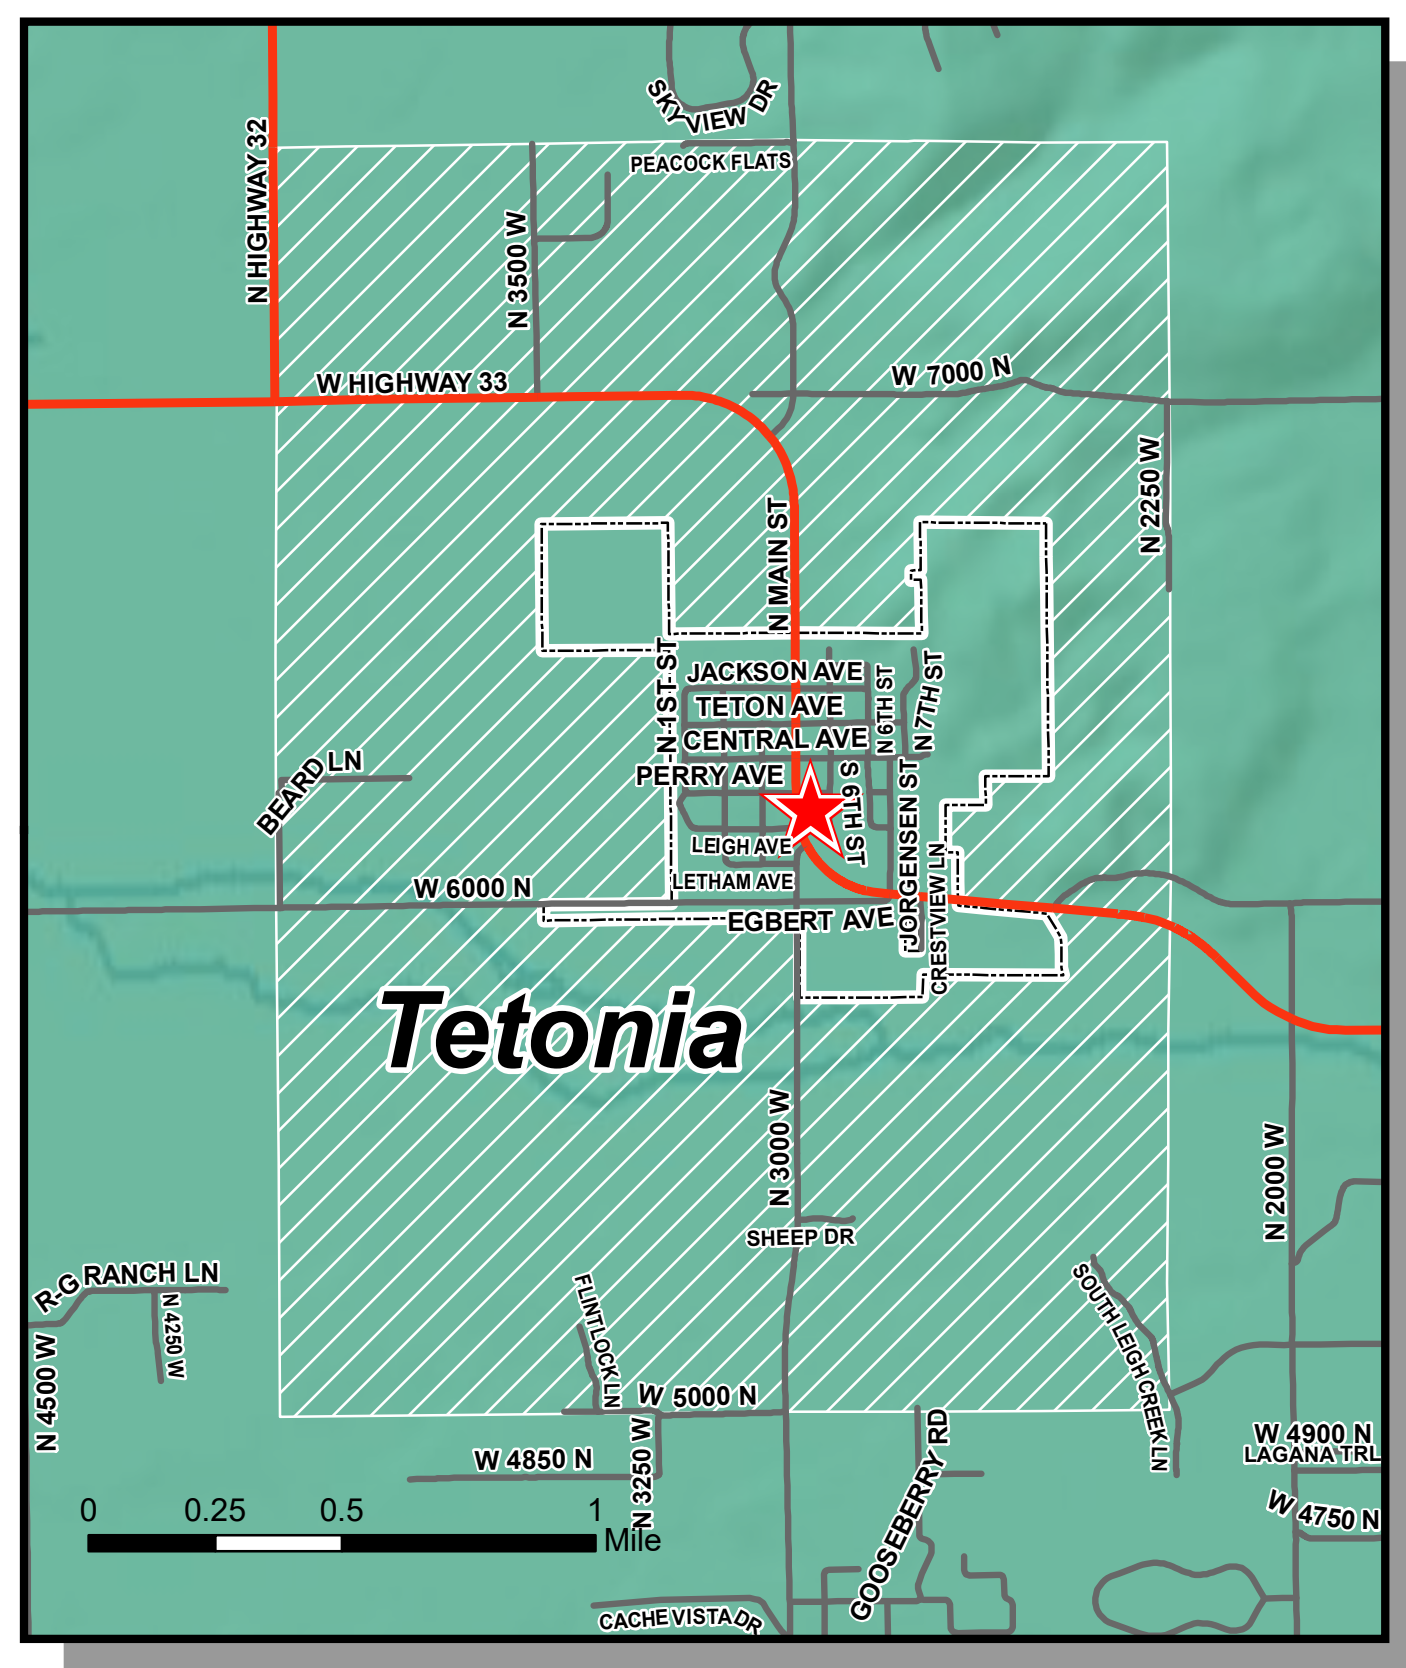 SKY VIEW DR
PEACOCK FLATS
N HIGHWAY 32
N 3500 W
W HIGHWAY 33
W 7000 N
N 2250 W
N MAIN ST
N 1ST ST
JACKSON AVE
TETON AVE
CENTRAL AVE
PERRY AVE
N 6TH ST
N 7TH ST
S 6TH ST
JORGENSEN ST
CRESTVIEW LN
BEARD LN
LEIGH AVE
LETHAM AVE
W 6000 N
EGBERT AVE
Tetonia
N 3000 W
N 2000 W
SHEEP DR
R-G RANCH LN
N 4250 W
N 4500 W
FLINTLOCK LN
SOUTH LEIGH CREEK LN
W 5000 N
N 3250 W
W 4850 N
GOOSEBERRY RD
W 4900 N
LAGANA TRL
W 4750 N
0 0.25 0.5 1
Mile
CACHE VISTA DR